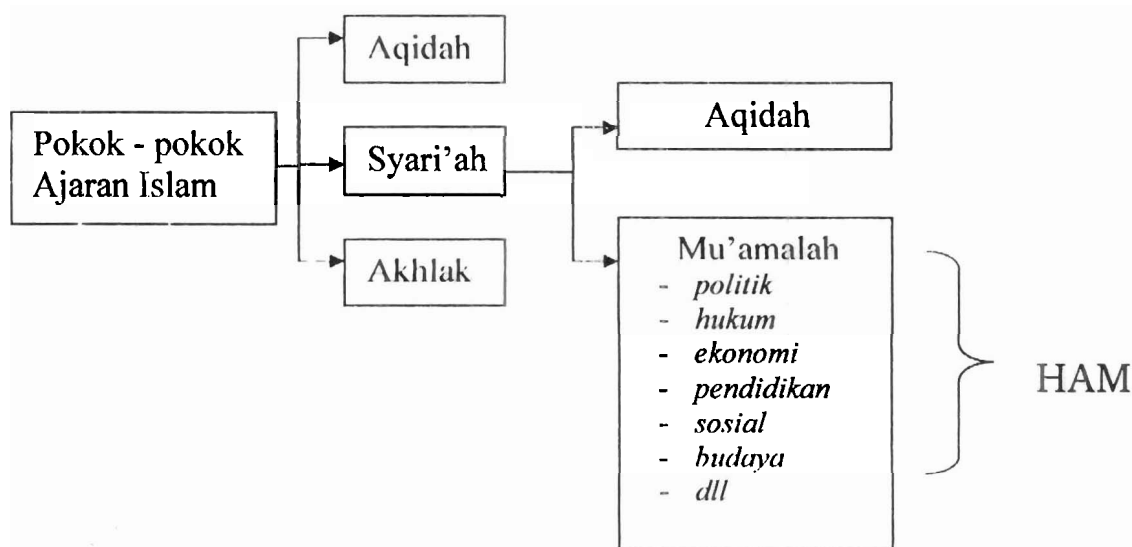 Aqidah
Pokok - pokok
Ajaran Islam
Syari'ah
Akhlak
Aqidah
Mu'amalah
- politik
- hukum
- ekonomi
- pendidikan
- sosial
- budaya
- dll
HAM